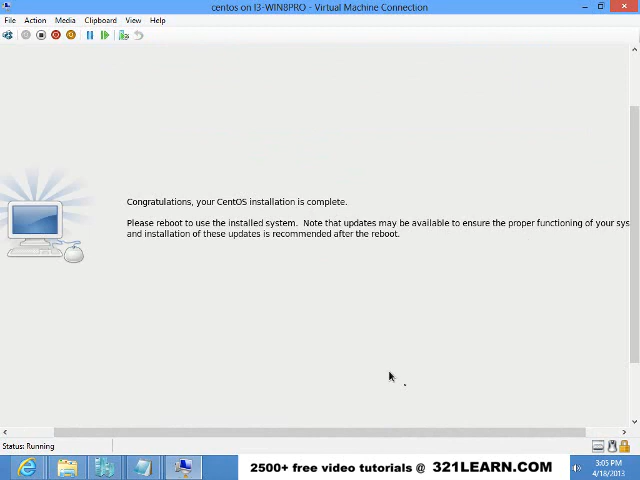 centos on I3-WIN8PRO - Virtual Machine Connection
File Action Media Clipboard View Help
Congratulations, your CentOS installation is complete.
Please reboot to use the installed system. Note that updates may be available to ensure the proper functioning of your sys
and installation of these updates is recommended after the reboot.
Status: Running
2500+ free video tutorials @ 321LEARN.COM
3:05 PM
4/18/2013